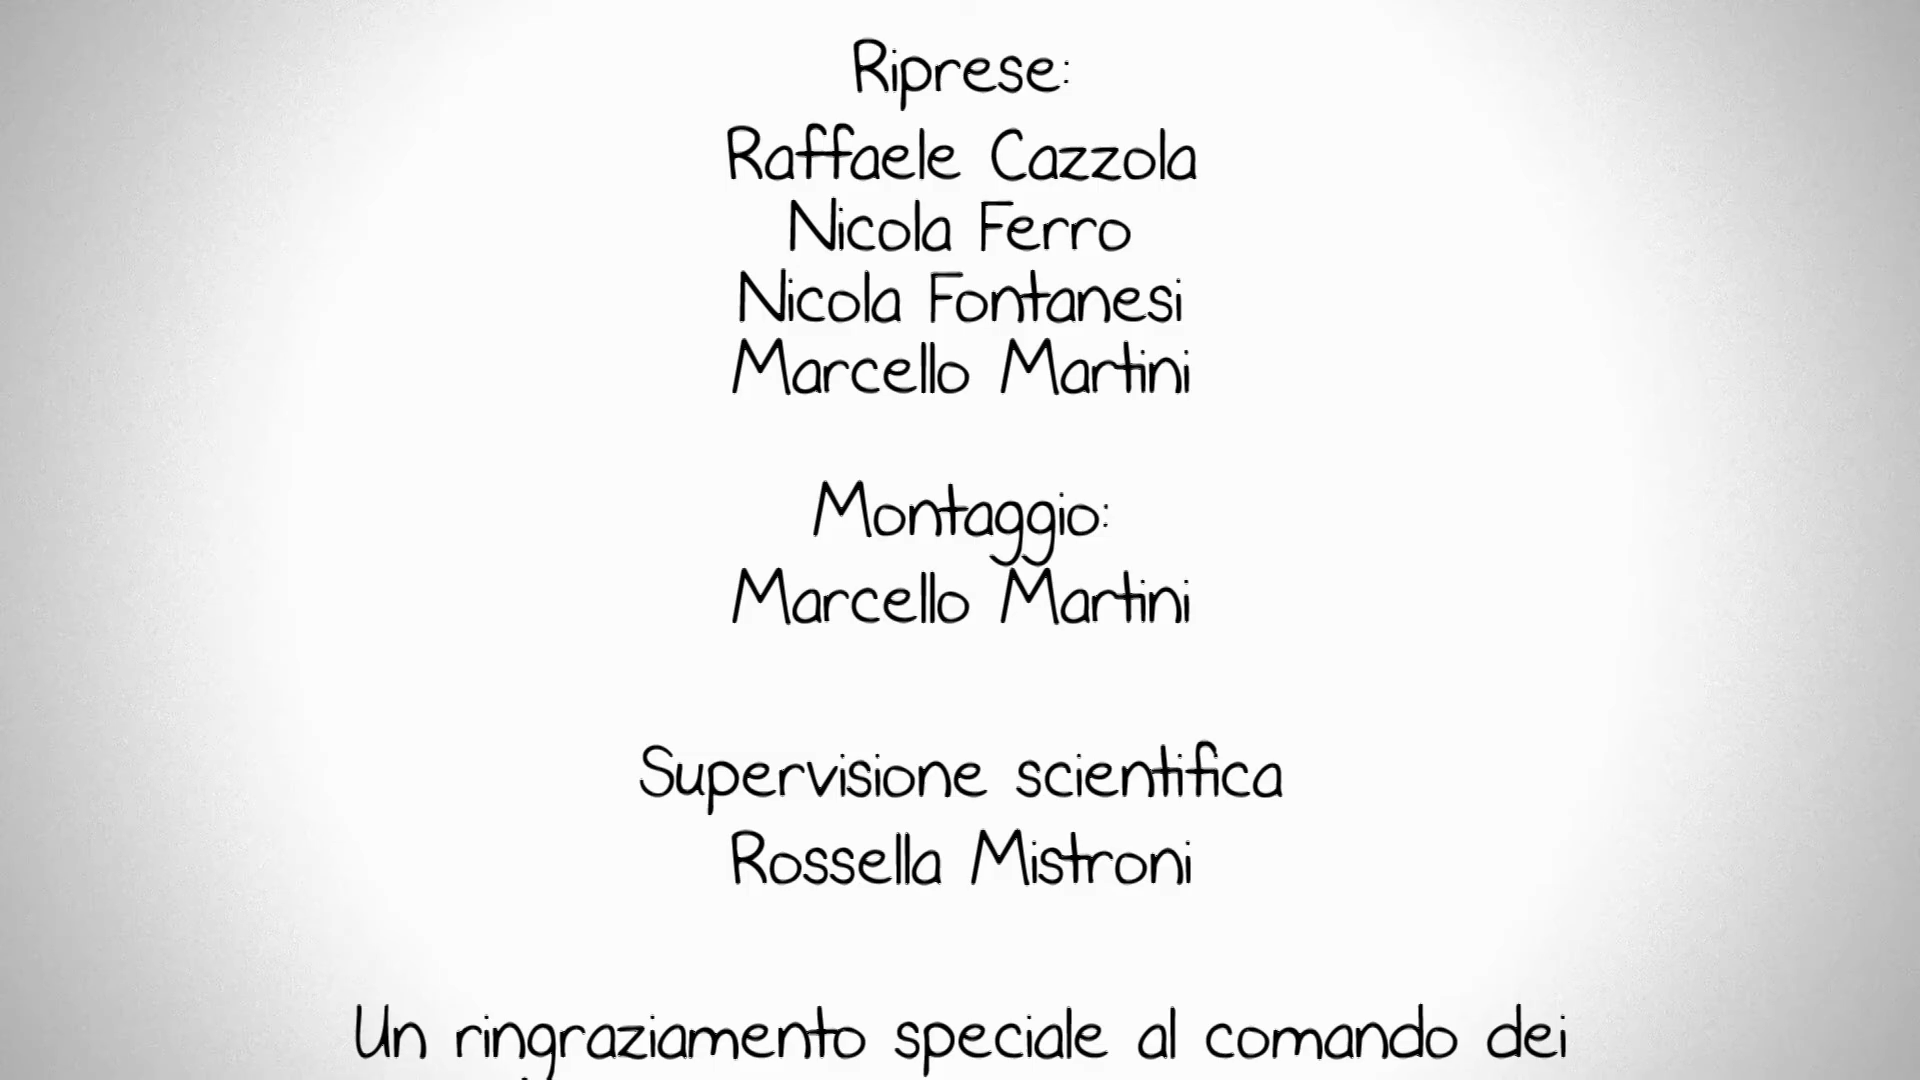 Riprese:
Raffaele Cazzola
Nicola Ferro
Nicola Fontanesi
Marcello Martini
Montaggio:
Marcello Martini
Supervisione scientifica
Rossella Mistroni
Un ringraziamento speciale al comando dei